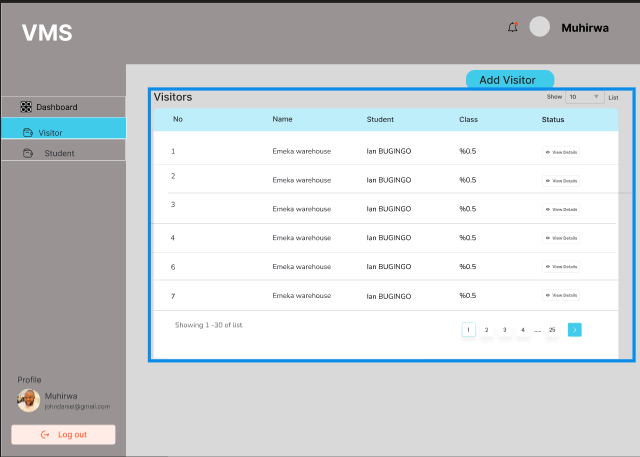 VMS
Muhirwa
Add Visitor
Visitors
Show 10 List
Dashboard
Visitor
Student
No Name Student Class Status
1 Emeka warehouse Ian BUGINGO %0.5 View Details
2 Emeka warehouse Ian BUGINGO %0.5 View Details
3 Emeka warehouse Ian BUGINGO %0.5 View Details
4 Emeka warehouse Ian BUGINGO %0.5 View Details
6 Emeka warehouse Ian BUGINGO %0.5 View Details
7 Emeka warehouse Ian BUGINGO %0.5 View Details
Showing 1 -30 of list
1 2 3 4 ..... 25 >
Profile
Muhirwa
johndaniel@gmail.com
Log out